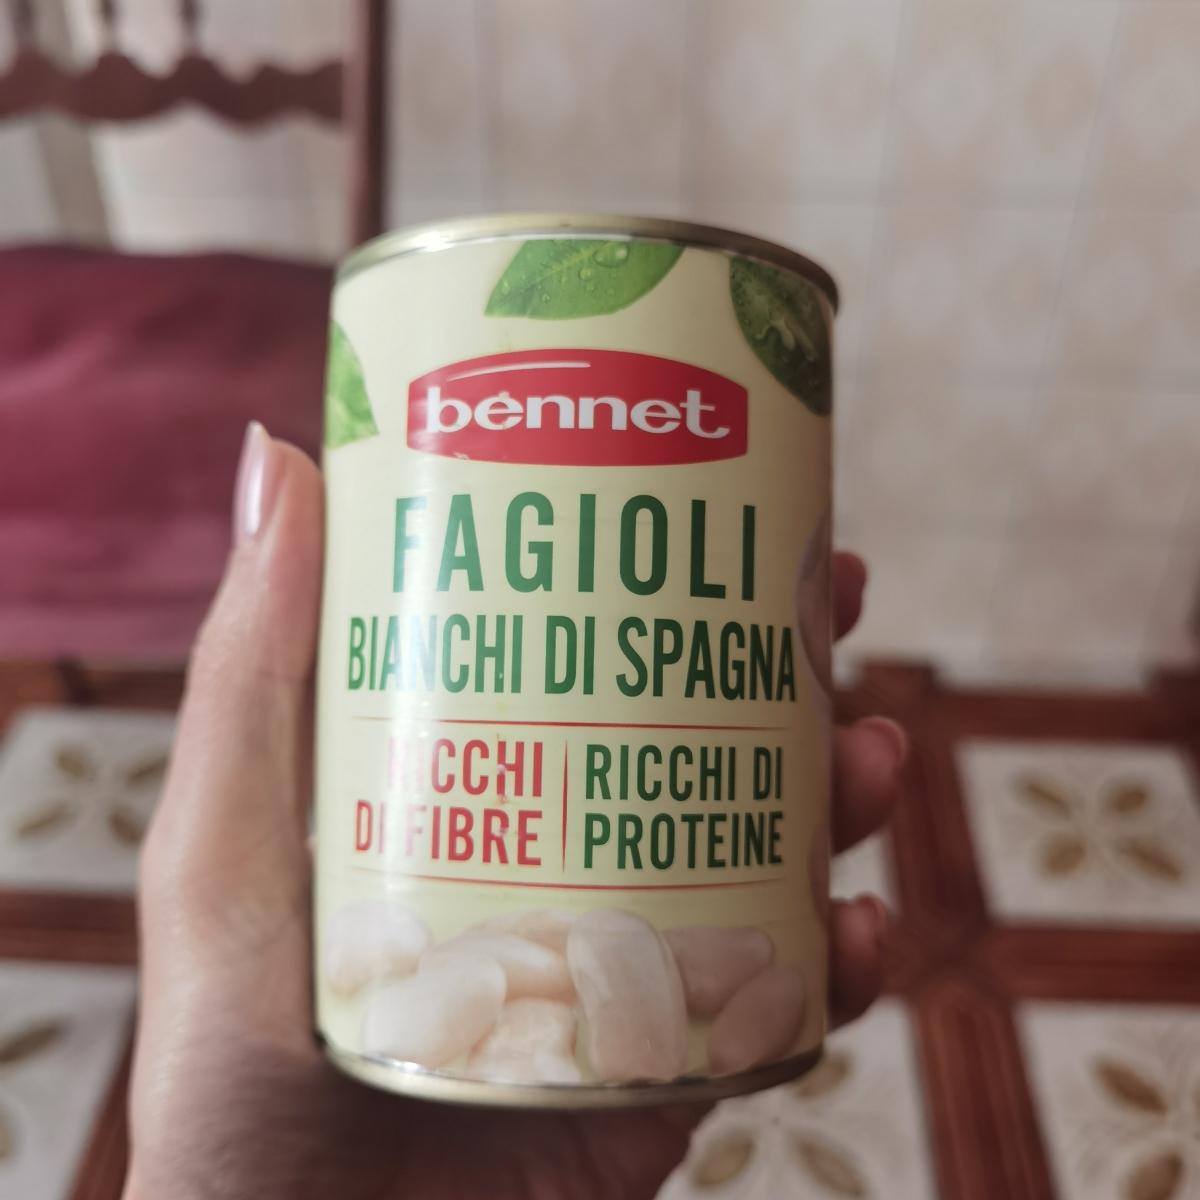 bennet
FAGIOLI
BIANCHI DI SPAGNA
RICCHI
DI FIBRE
RICCHI DI
PROTEINE